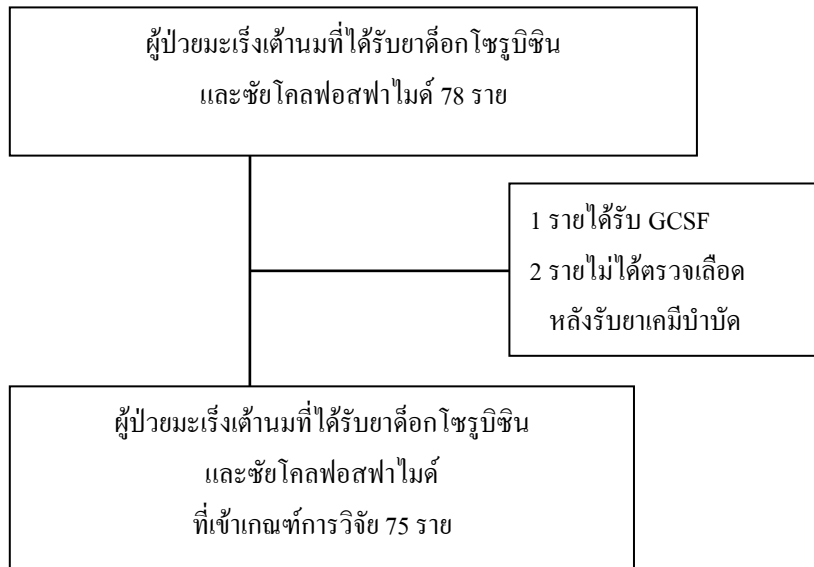 ผู้ป่วยมะเร็งเต้านมที่ได้รับยาด็อกโซรูบิซิน
และซัยโคลฟอสฟาไมด์ 78 ราย
1 รายได้รับ GCSF
2 รายไม่ได้ตรวจเลือด
หลังรับยาเคมีบำบัด
ผู้ป่วยมะเร็งเต้านมที่ได้รับยาด็อกโซรูบิซิน
และซัยโคลฟอสฟาไมด์
ที่เข้าเกณฑ์การวิจัย 75 ราย